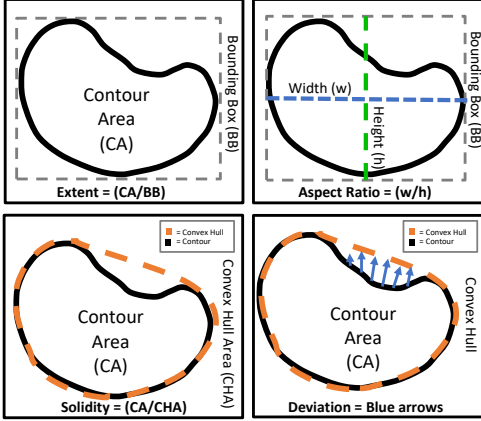 Contour
Area
(CA)
Bounding Box (BB)
Extent = (CA/BB)
Width (w)
Height (h)
Bounding Box (BB)
Aspect Ratio = (w/h)
= Convex Hull
= Contour
Contour
Area
(CA)
Convex Hull Area (CHA)
Solidity = (CA/CHA)
= Convex Hull
= Contour
Contour
Area
(CA)
Convex Hull
Deviation = Blue arrows